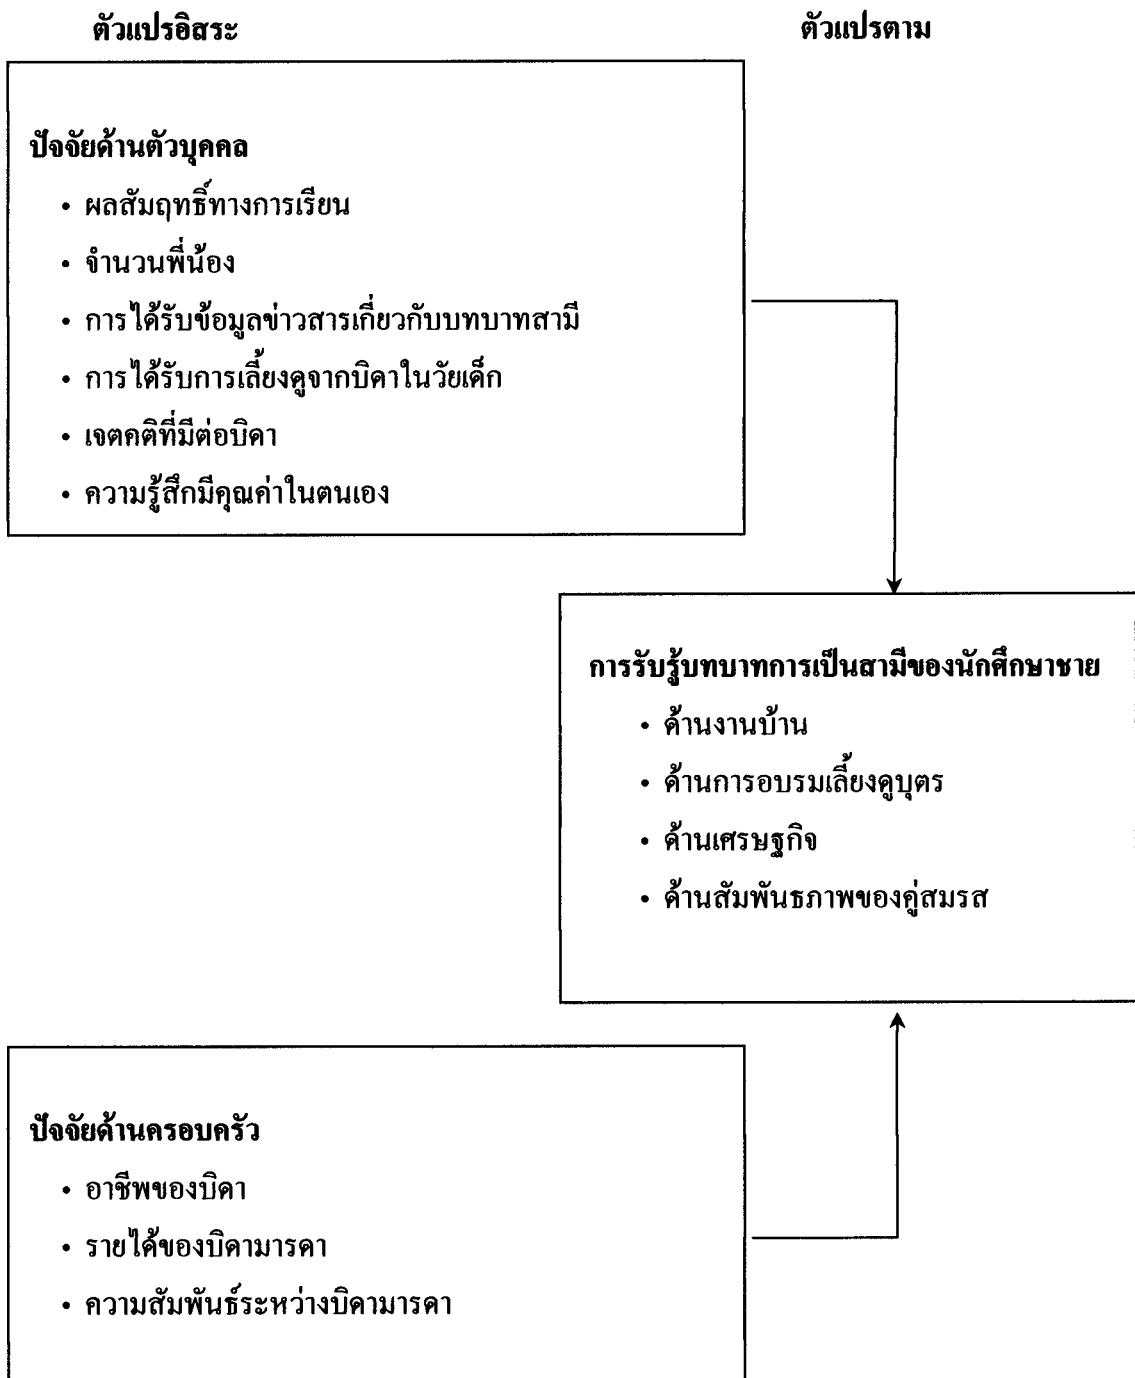 ตัวแปรอิสระ
ตัวแปรตาม
ปัจจัยด้านตัวบุคคล
• ผลสัมฤทธิ์ทางการเรียน
• จำนวนพี่น้อง
• การได้รับข้อมูลข่าวสารเกี่ยวกับบทบาทสามี
• การได้รับการเลี้ยงดูจากบิดาในวัยเด็ก
• เจตคติที่มีต่อบิดา
• ความรู้สึกมีคุณค่าในตนเอง
การรับรู้บทบาทการเป็นสามีของนักศึกษาชาย
• ด้านงานบ้าน
• ด้านการอบรมเลี้ยงดูบุตร
• ด้านเศรษฐกิจ
• ด้านสัมพันธภาพของคู่สมรส
ปัจจัยด้านครอบครัว
• อาชีพของบิดา
• รายได้ของบิดามารดา
• ความสัมพันธ์ระหว่างบิดามารดา